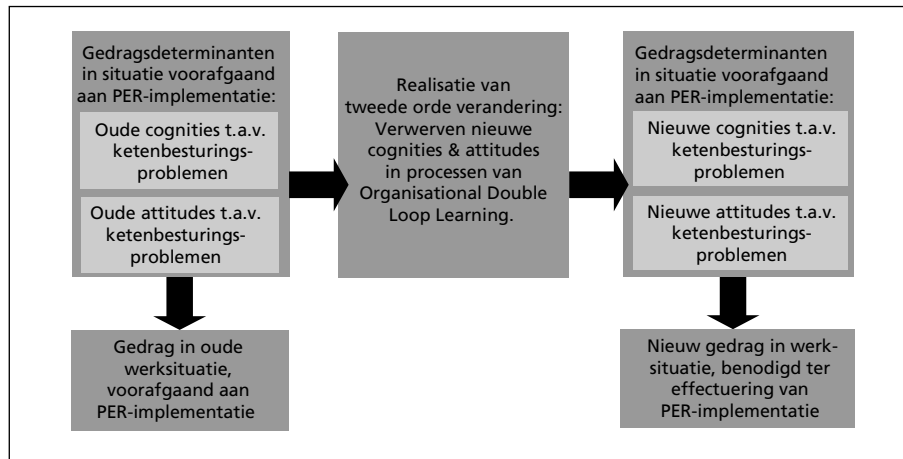 Gedragsdeterminanten
in situatie voorafgaand
aan PER-implementatie:
Oude cognities t.a.v.
ketenbesturings-
problemen
Oude attitudes t.a.v.
ketenbesturings-
problemen
Gedrag in oude
werksituatie,
voorafgaand aan
PER-implementatie
Realisatie van
tweede orde verandering:
Verwerven nieuwe
cognities & attitudes
in processen van
Organisational Double
Loop Learning.
Gedragsdeterminanten
in situatie voorafgaand
aan PER-implementatie:
Nieuwe cognities t.a.v.
ketenbesturings-
problemen
Nieuwe attitudes t.a.v.
ketenbesturings-
problemen
Nieuw gedrag in werk-
situatie, benodigd ter
effectuering van
PER-implementatie